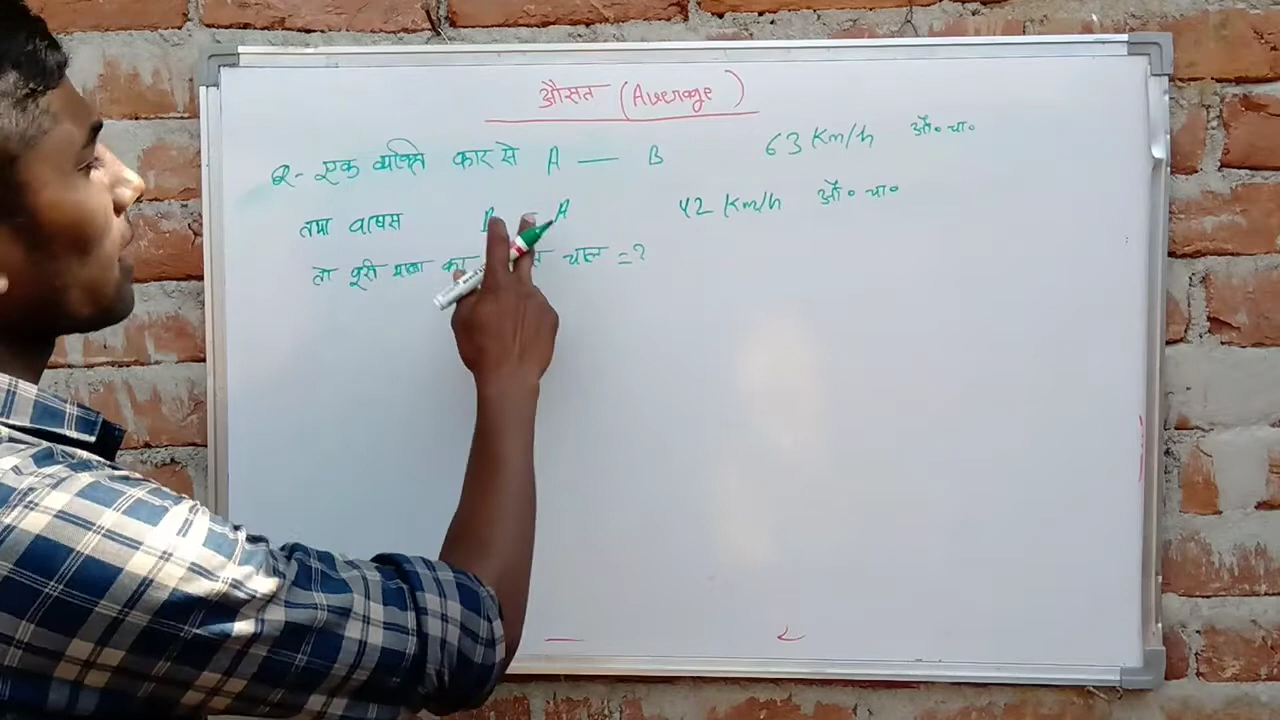 औसत (Average)
Q- एक व्यक्ति कार से A — B 63 Km/h औ० चा०
तथा वापस B - A 42 Km/h औ० चा०
तो पूरी यात्रा का चाल = ?